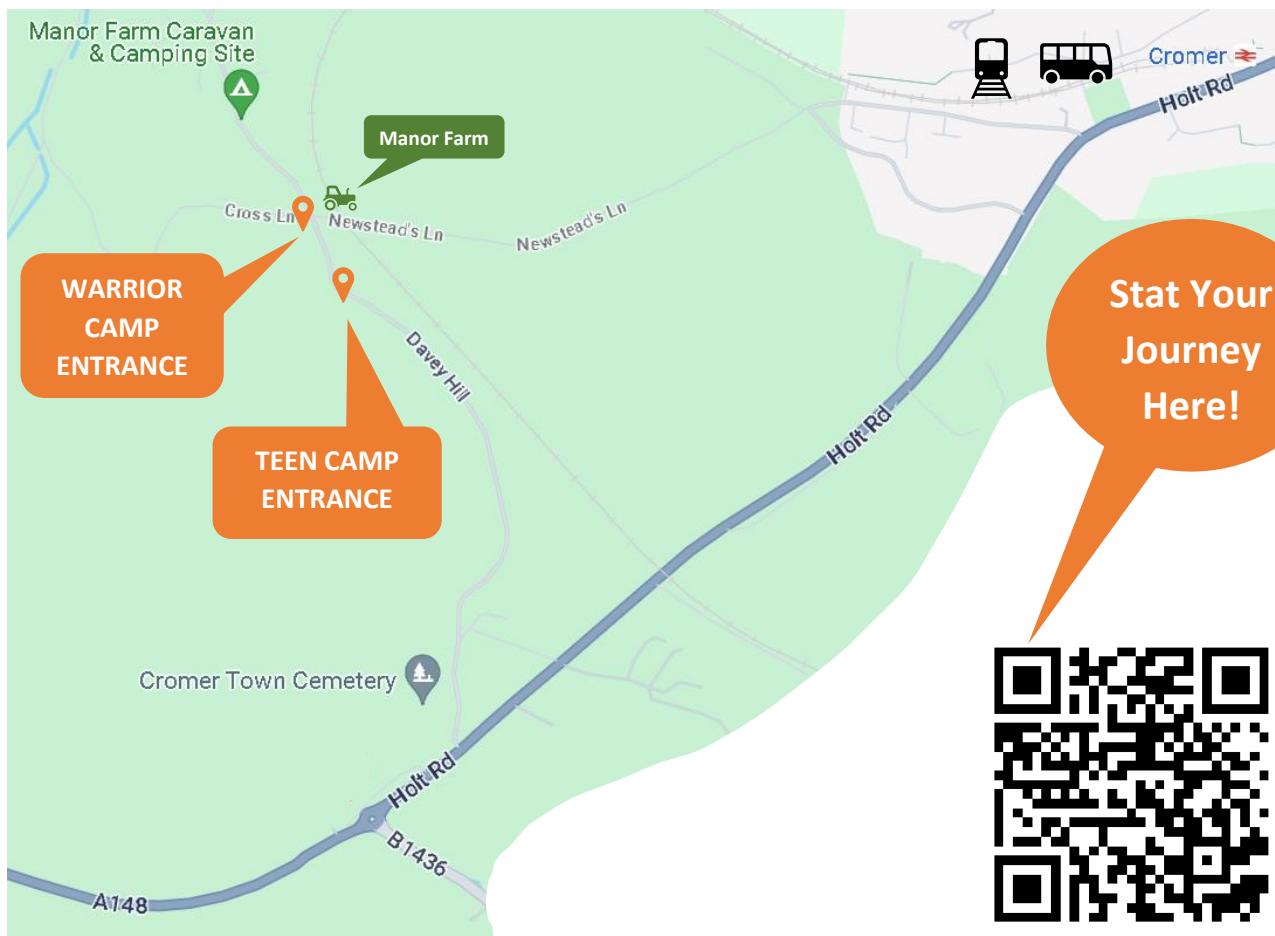 Manor Farm Caravan
& Camping Site
Cromer
Holt Rd
Manor Farm
Cross Ln
Newstead's Ln
Newstead's Ln
WARRIOR
CAMP
ENTRANCE
Stat Your
Journey
Here!
Davey Hill
Holt Rd
TEEN CAMP
ENTRANCE
Cromer Town Cemetery
Holt Rd
B1436
A148